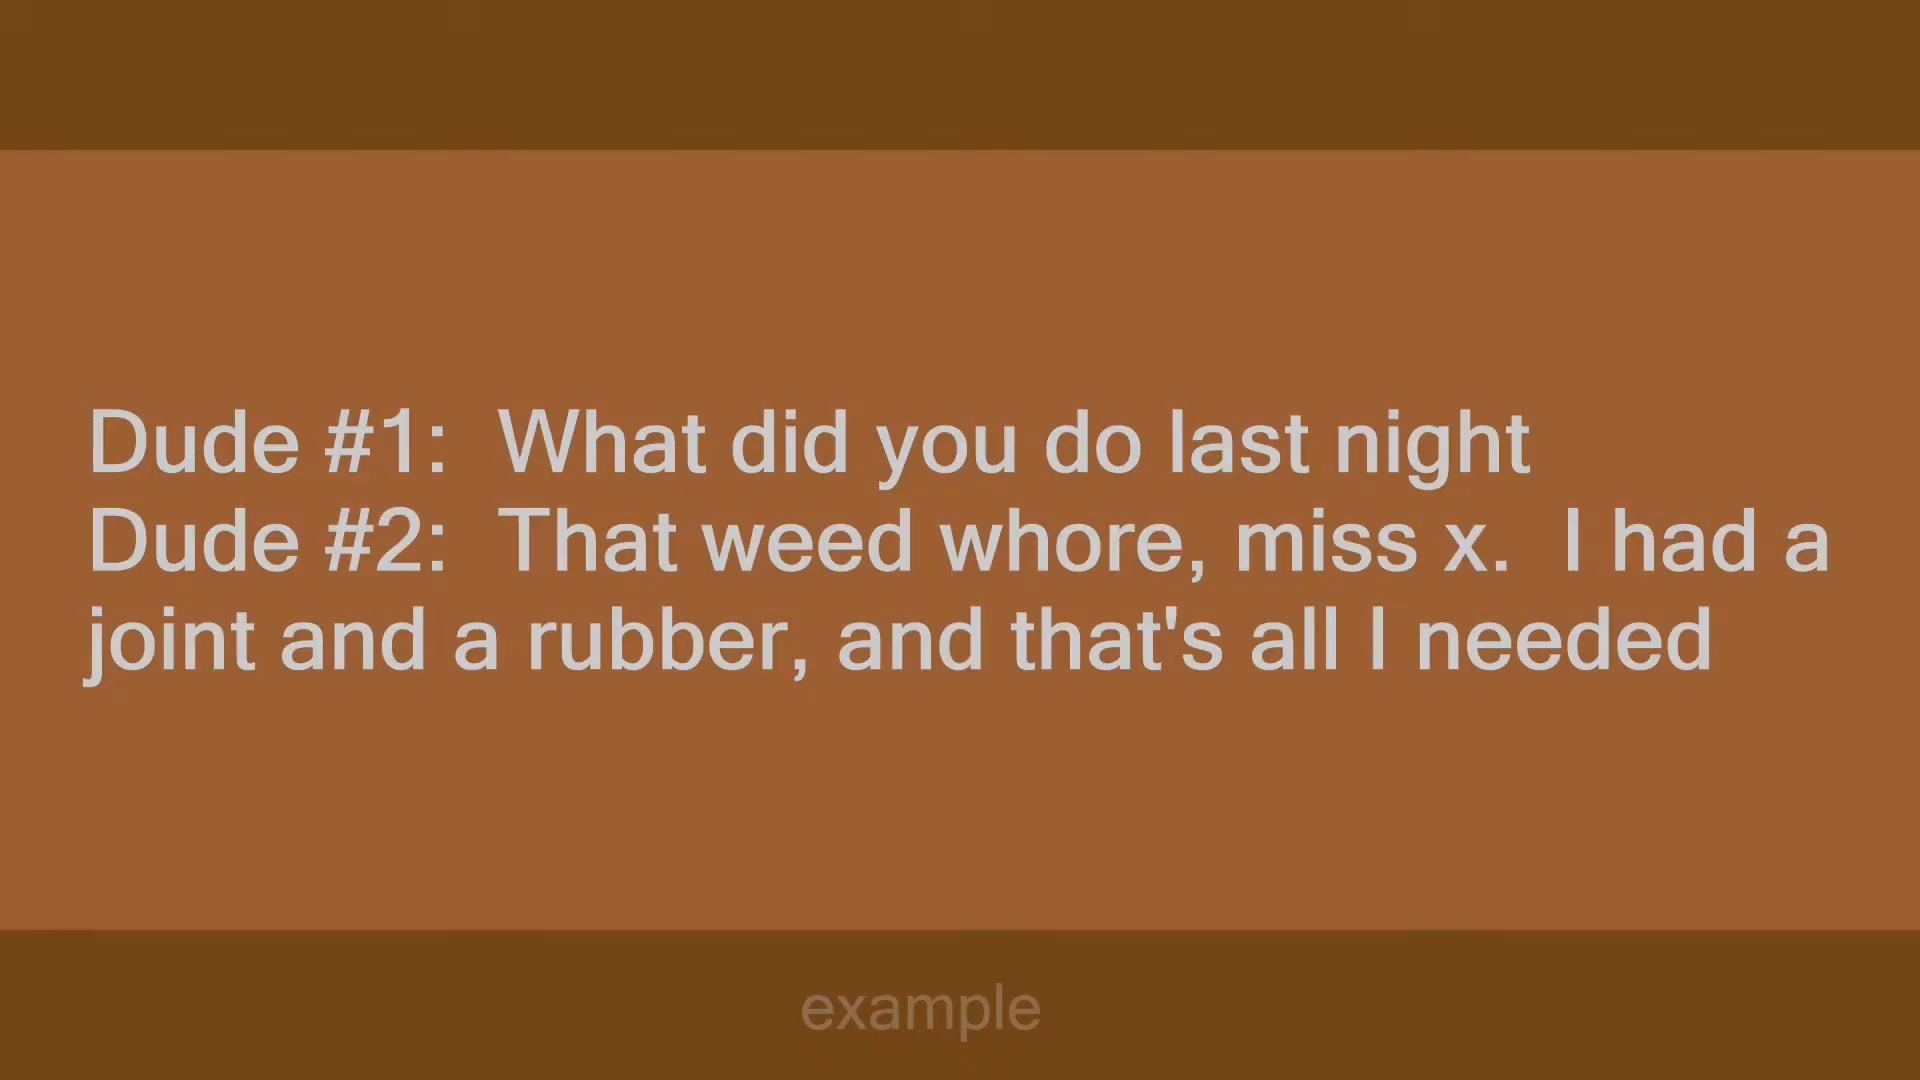 Dude #1:  What did you do last night
Dude #2:  That weed whore, miss x.  I had a
joint and a rubber, and that's all I needed
example